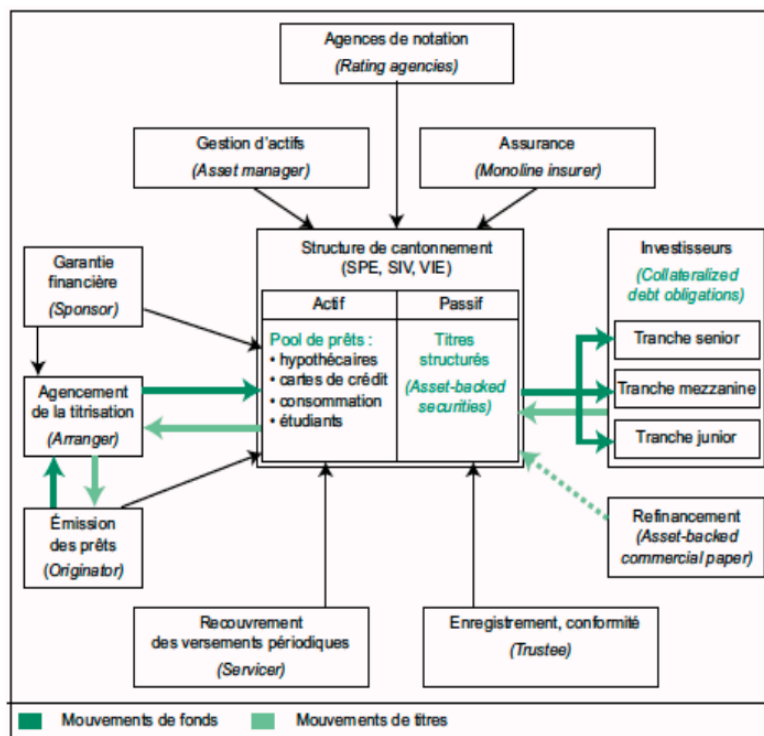 Agences de notation
(Rating agencies)
Gestion d'actifs
(Asset manager)
Assurance
(Monoline insurer)
Garantie
financière
(Sponsor)
Structure de cantonnement
(SPE, SIV, VIE)
Actif
Passif
Pool de prêts :
• hypothécaires
• cartes de crédit
• consommation
• étudiants
Titres
structurés
(Asset-backed
securities)
Investisseurs
(Collateralized
debt obligations)
Tranche senior
Tranche mezzanine
Tranche junior
Agencement
de la titrisation
(Arranger)
Émission
des prêts
(Originator)
Refinancement
(Asset-backed
commercial paper)
Recouvrement
des versements périodiques
(Servicer)
Enregistrement, conformité
(Trustee)
Mouvements de fonds
Mouvements de titres